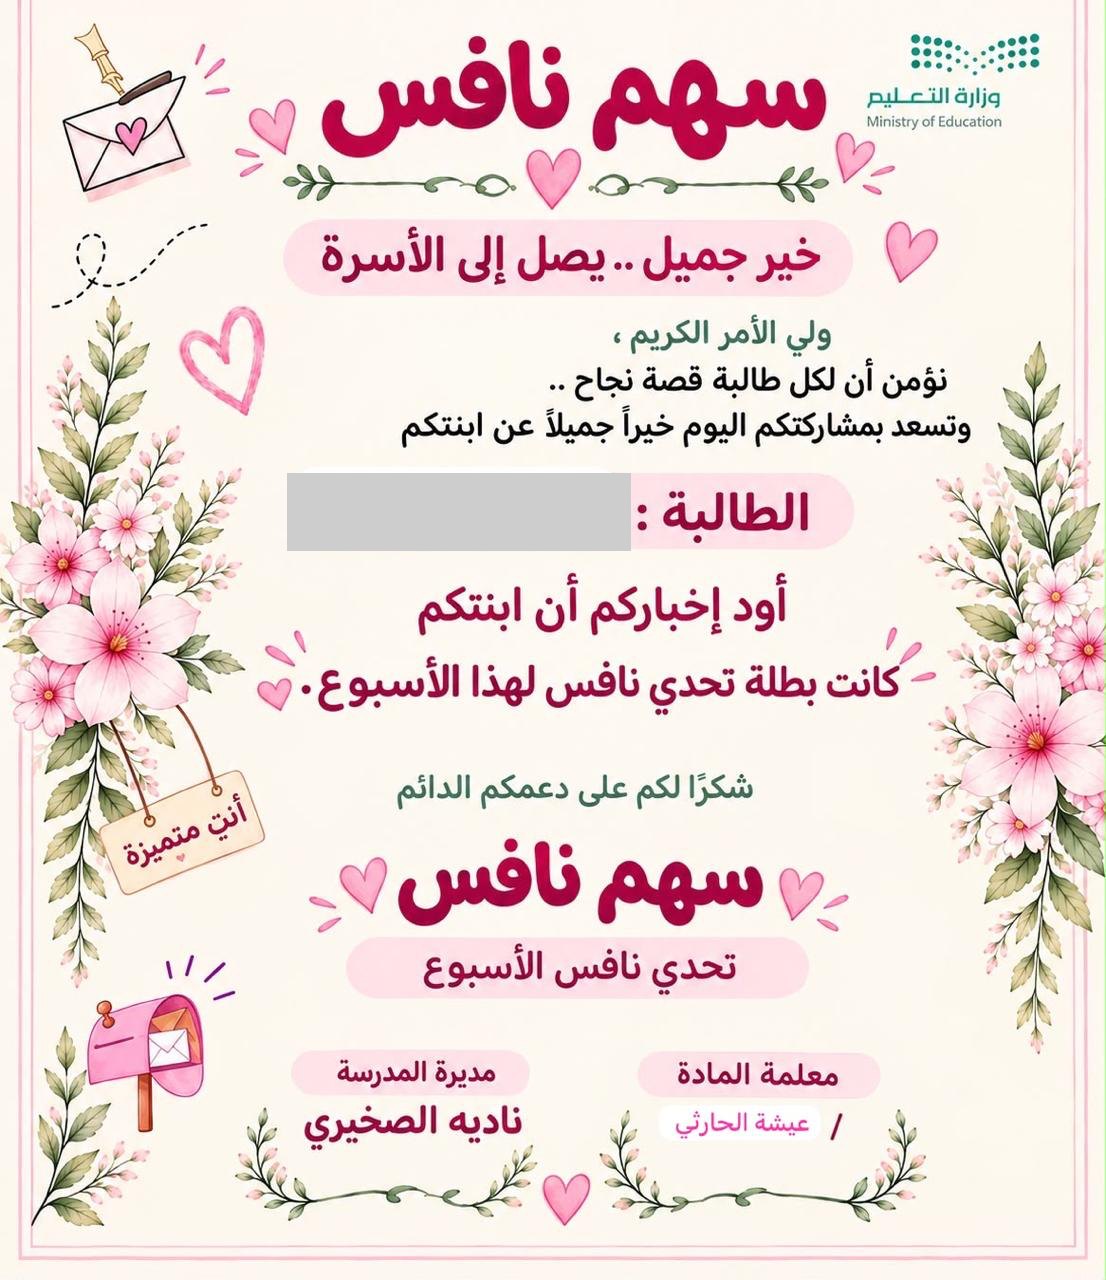 سهم نافس
وزارة التعليم
Ministry of Education
خير جميل .. يصل إلى الأسرة
ولي الأمر الكريم ،
نؤمن أن لكل طالبة قصة نجاح ..
وتسعد بمشاركتكم اليوم خيراً جميلاً عن ابنتكم
الطالبة :
أود إخباركم أن ابنتكم
كانت بطلة تحدي نافس لهذا الأسبوع.
شكرًا لكم على دعمكم الدائم
أنتِ متميزة
سهم نافس
تحدي نافس الأسبوع
معلمة المادة
/ عيشة الحارثي
مديرة المدرسة
ناديه الصخيري